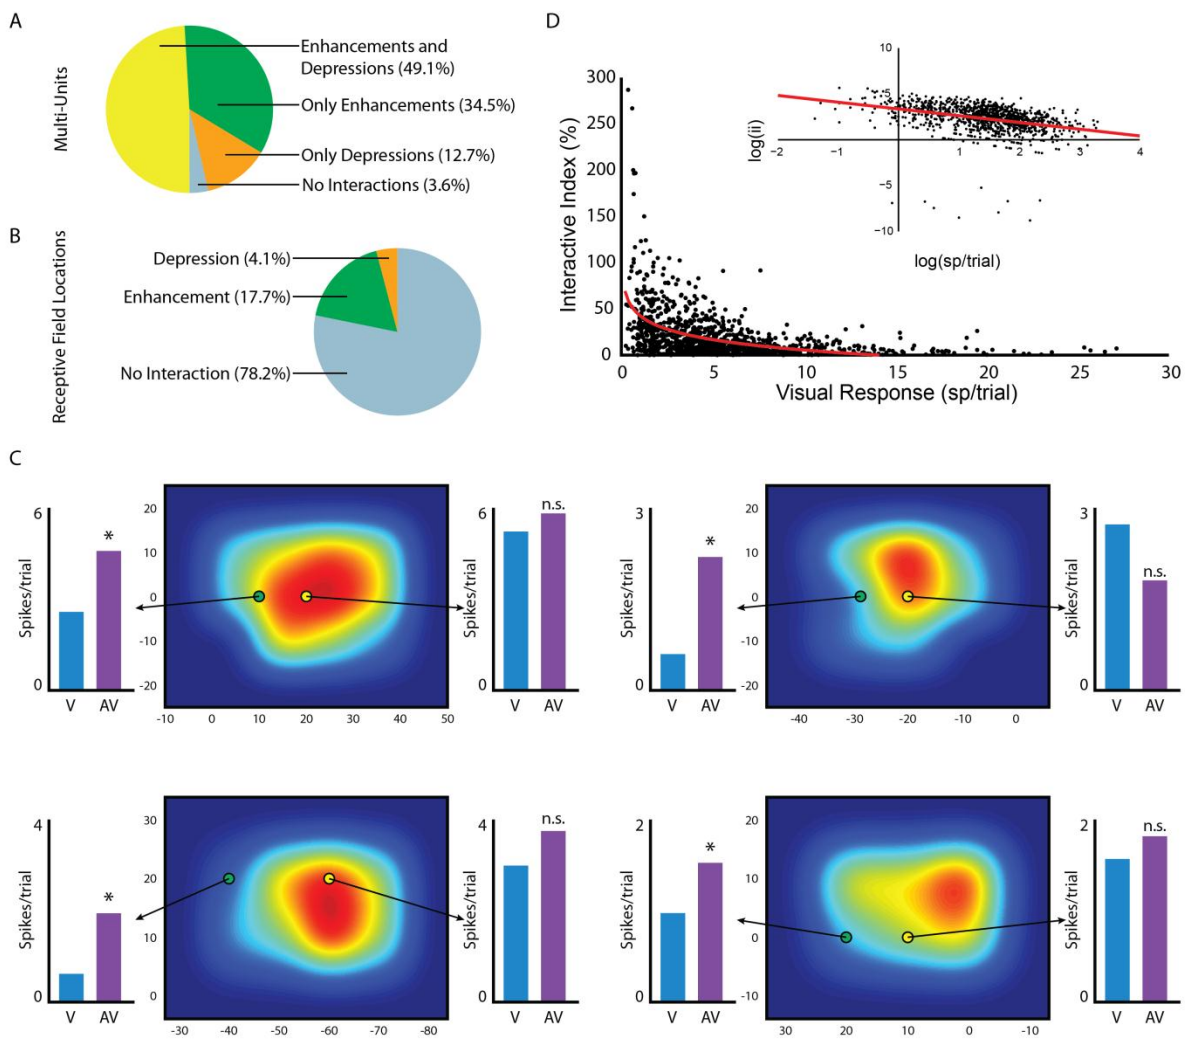 A
Multi-Units
Enhancements and
Depressions (49.1%)
Only Enhancements (34.5%)
Only Depressions (12.7%)
No Interactions (3.6%)
B
Receptive Field Locations
Depression (4.1%)
Enhancement (17.7%)
No Interaction (78.2%)
D
Interactive Index (%)
300
250
200
150
100
50
0
0 5 10 15 20 25 30
Visual Response (sp/trial)
log(ii)
10
5
−5
−10
−2 −1 0 1 2 3 4
log(sp/trial)
C
6
Spikes/trial
0
*
V AV
20
10
0
-10
-20
-10 0 10 20 30 40 50
6
Spikes/trial
0
n.s.
V AV
3
Spikes/trial
0
*
V AV
20
10
0
-10
-20
-40 -30 -20 -10 0
3
Spikes/trial
0
n.s.
V AV
4
Spikes/trial
0
*
V AV
30
20
10
0
-30 -40 -50 -60 -70 -80
4
Spikes/trial
0
n.s.
V AV
2
Spikes/trial
0
*
V AV
20
10
0
-10
30 20 10 0 -10
2
Spikes/trial
0
n.s.
V AV